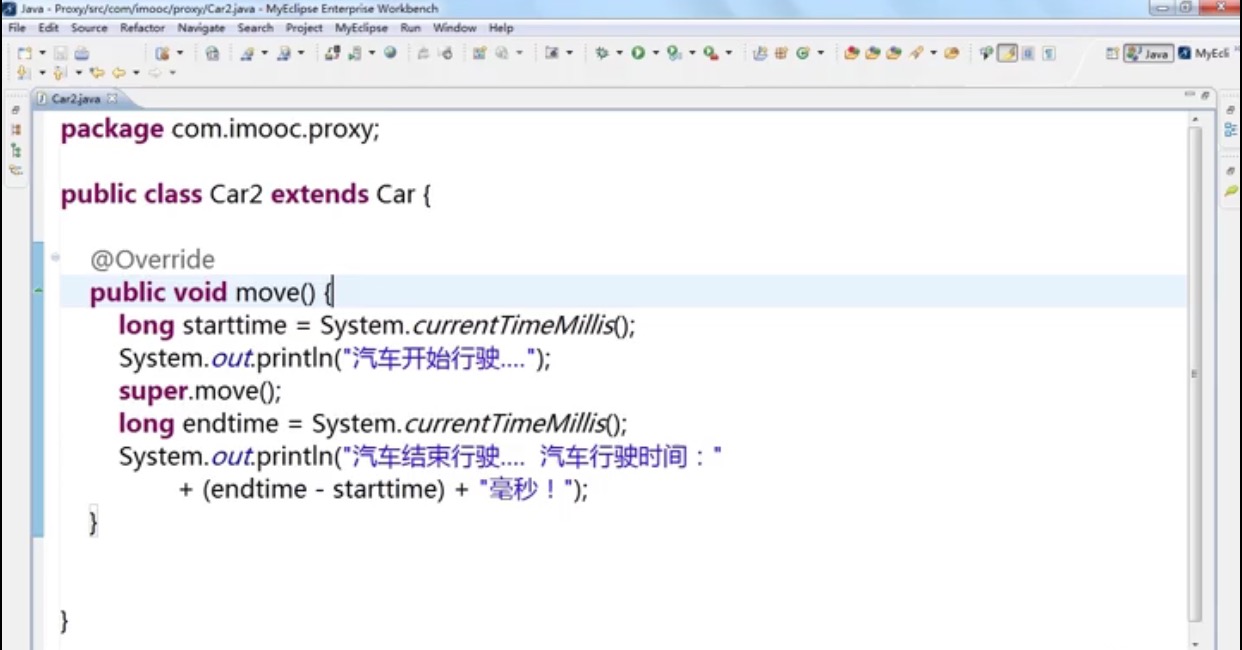 Java - Proxy/src/com/imooc/proxy/Car2.java - MyEclipse Enterprise Workbench
File Edit Source Refactor Navigate Search Project MyEclipse Run Window Help
Java MyEcli
Car2.java
package com.imooc.proxy;
public class Car2 extends Car {
@Override
public void move() {
long starttime = System.currentTimeMillis();
System.out.println("汽车开始行驶....");
super.move();
long endtime = System.currentTimeMillis();
System.out.println("汽车结束行驶.... 汽车行驶时间："
+ (endtime - starttime) + "毫秒！");
}
}